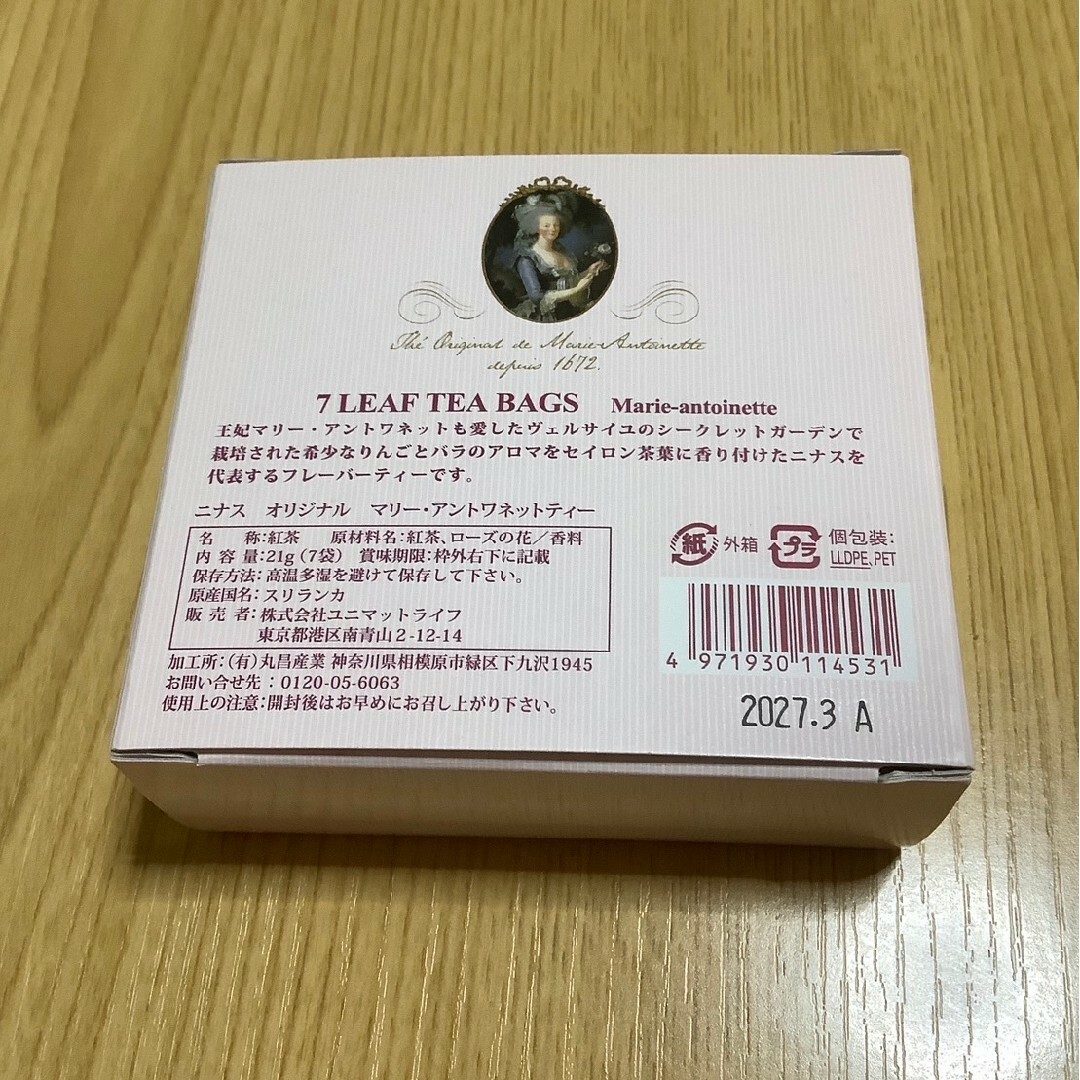 Thé Original de Marie-Antoinette
depuis 1672.
7 LEAF TEA BAGS Marie-antoinette
王妃マリー・アントワネットも愛したヴェルサイユのシークレットガーデンで
栽培された希少なりんごとバラのアロマをセイロン茶葉に香り付けたニナスを
代表するフレーバーティーです。
ニナス オリジナル マリー・アントワネットティー
名 称:紅茶 原材料名:紅茶、ローズの花/香料
内 容 量:21g(7袋) 賞味期限:枠外右下に記載
保存方法:高温多湿を避けて保存して下さい。
原産国名:スリランカ
販 売 者:株式会社ユニマットライフ
東京都港区南青山2-12-14
加工所:(有)丸昌産業 神奈川県相模原市緑区下九沢1945
お問い合せ先:0120-05-6063
使用上の注意:開封後はお早めにお召し上がり下さい。
紙 外箱 プラ 個包装:
LLDPE、PET
4 971930 114531
2027.3 A